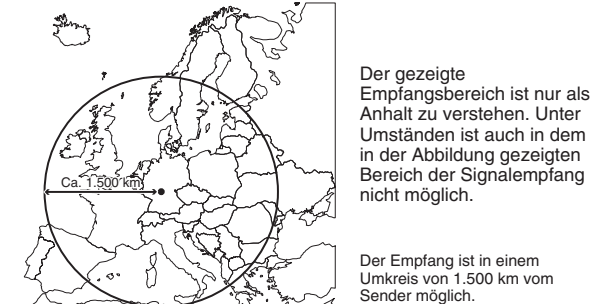 Der gezeigte
Empfangsbereich ist nur als
Anhalt zu verstehen. Unter
Umständen ist auch in dem
in der Abbildung gezeigten
Bereich der Signalempfang
nicht möglich.
Ca. 1.500 km
Der Empfang ist in einem
Umkreis von 1.500 km vom
Sender möglich.